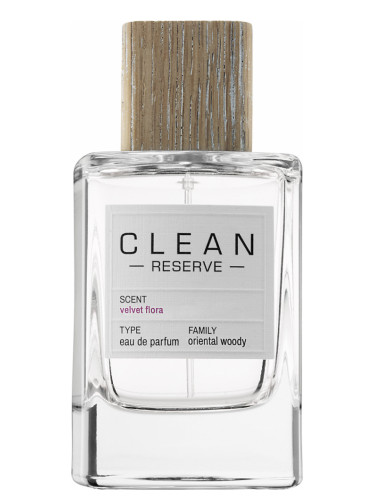 CLEAN
— RESERVE —
SCENT
velvet flora
TYPE FAMILY
eau de parfum oriental woody